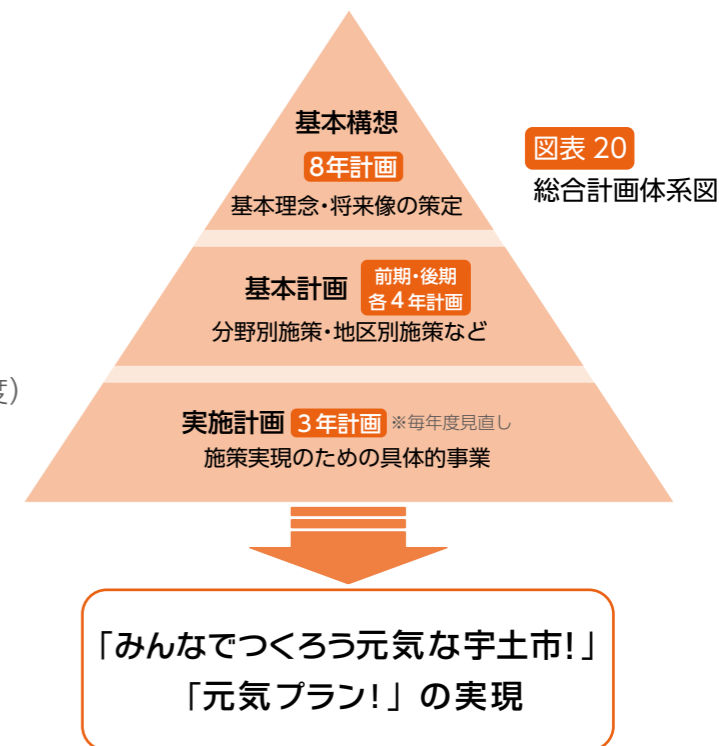 基本構想
8年計画
基本理念・将来像の策定
図表 20
総合計画体系図
基本計画
前期・後期
各4年計画
分野別施策・地区別施策など
度)
実施計画 3年計画 ※毎年度見直し
施策実現のための具体的事業
「みんなでつくろう元気な宇土市!」
「元気プラン!」の実現